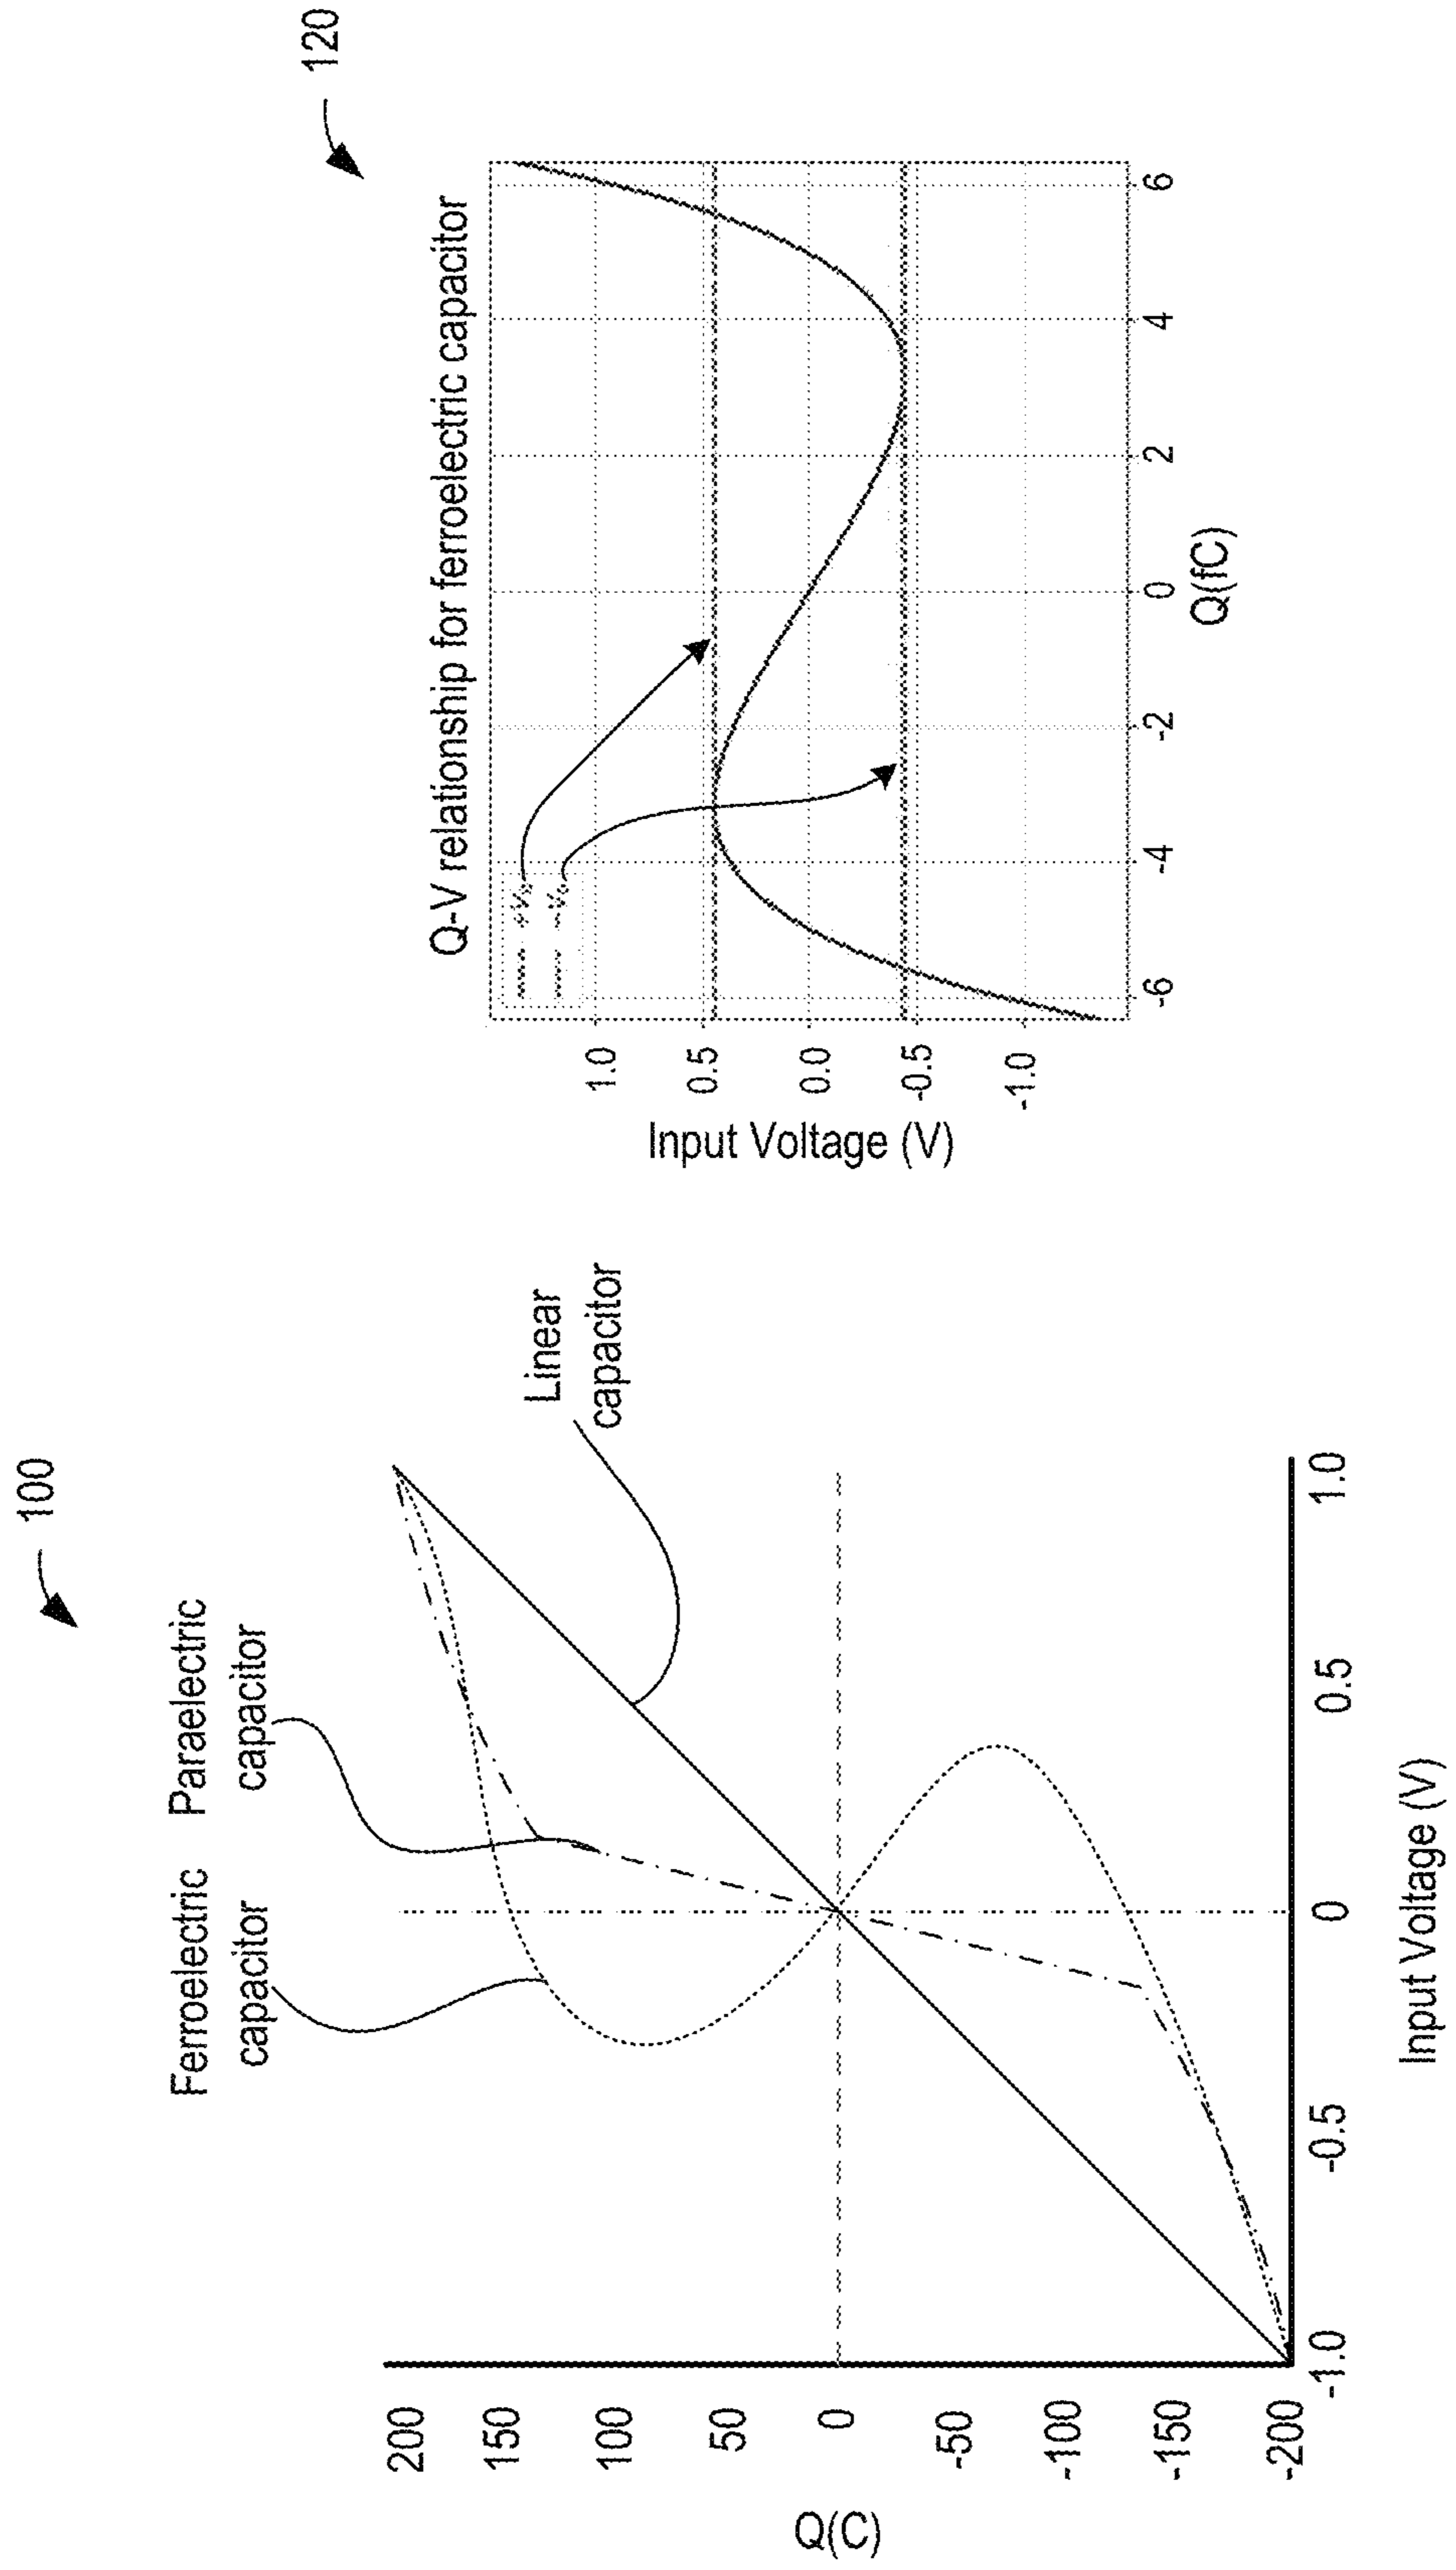 100
Ferroelectric
capacitor
Paraelectric
capacitor
Linear
capacitor
200
150
100
50
0
-50
-100
-150
-200
Q(C)
-1.0
-0.5
0
0.5
1.0
Input Voltage (V)
120
Q-V relationship for ferroelectric capacitor
1.0
0.5
0.0
-0.5
-1.0
Input Voltage (V)
-6
-4
-2
0
2
4
6
Q(fC)